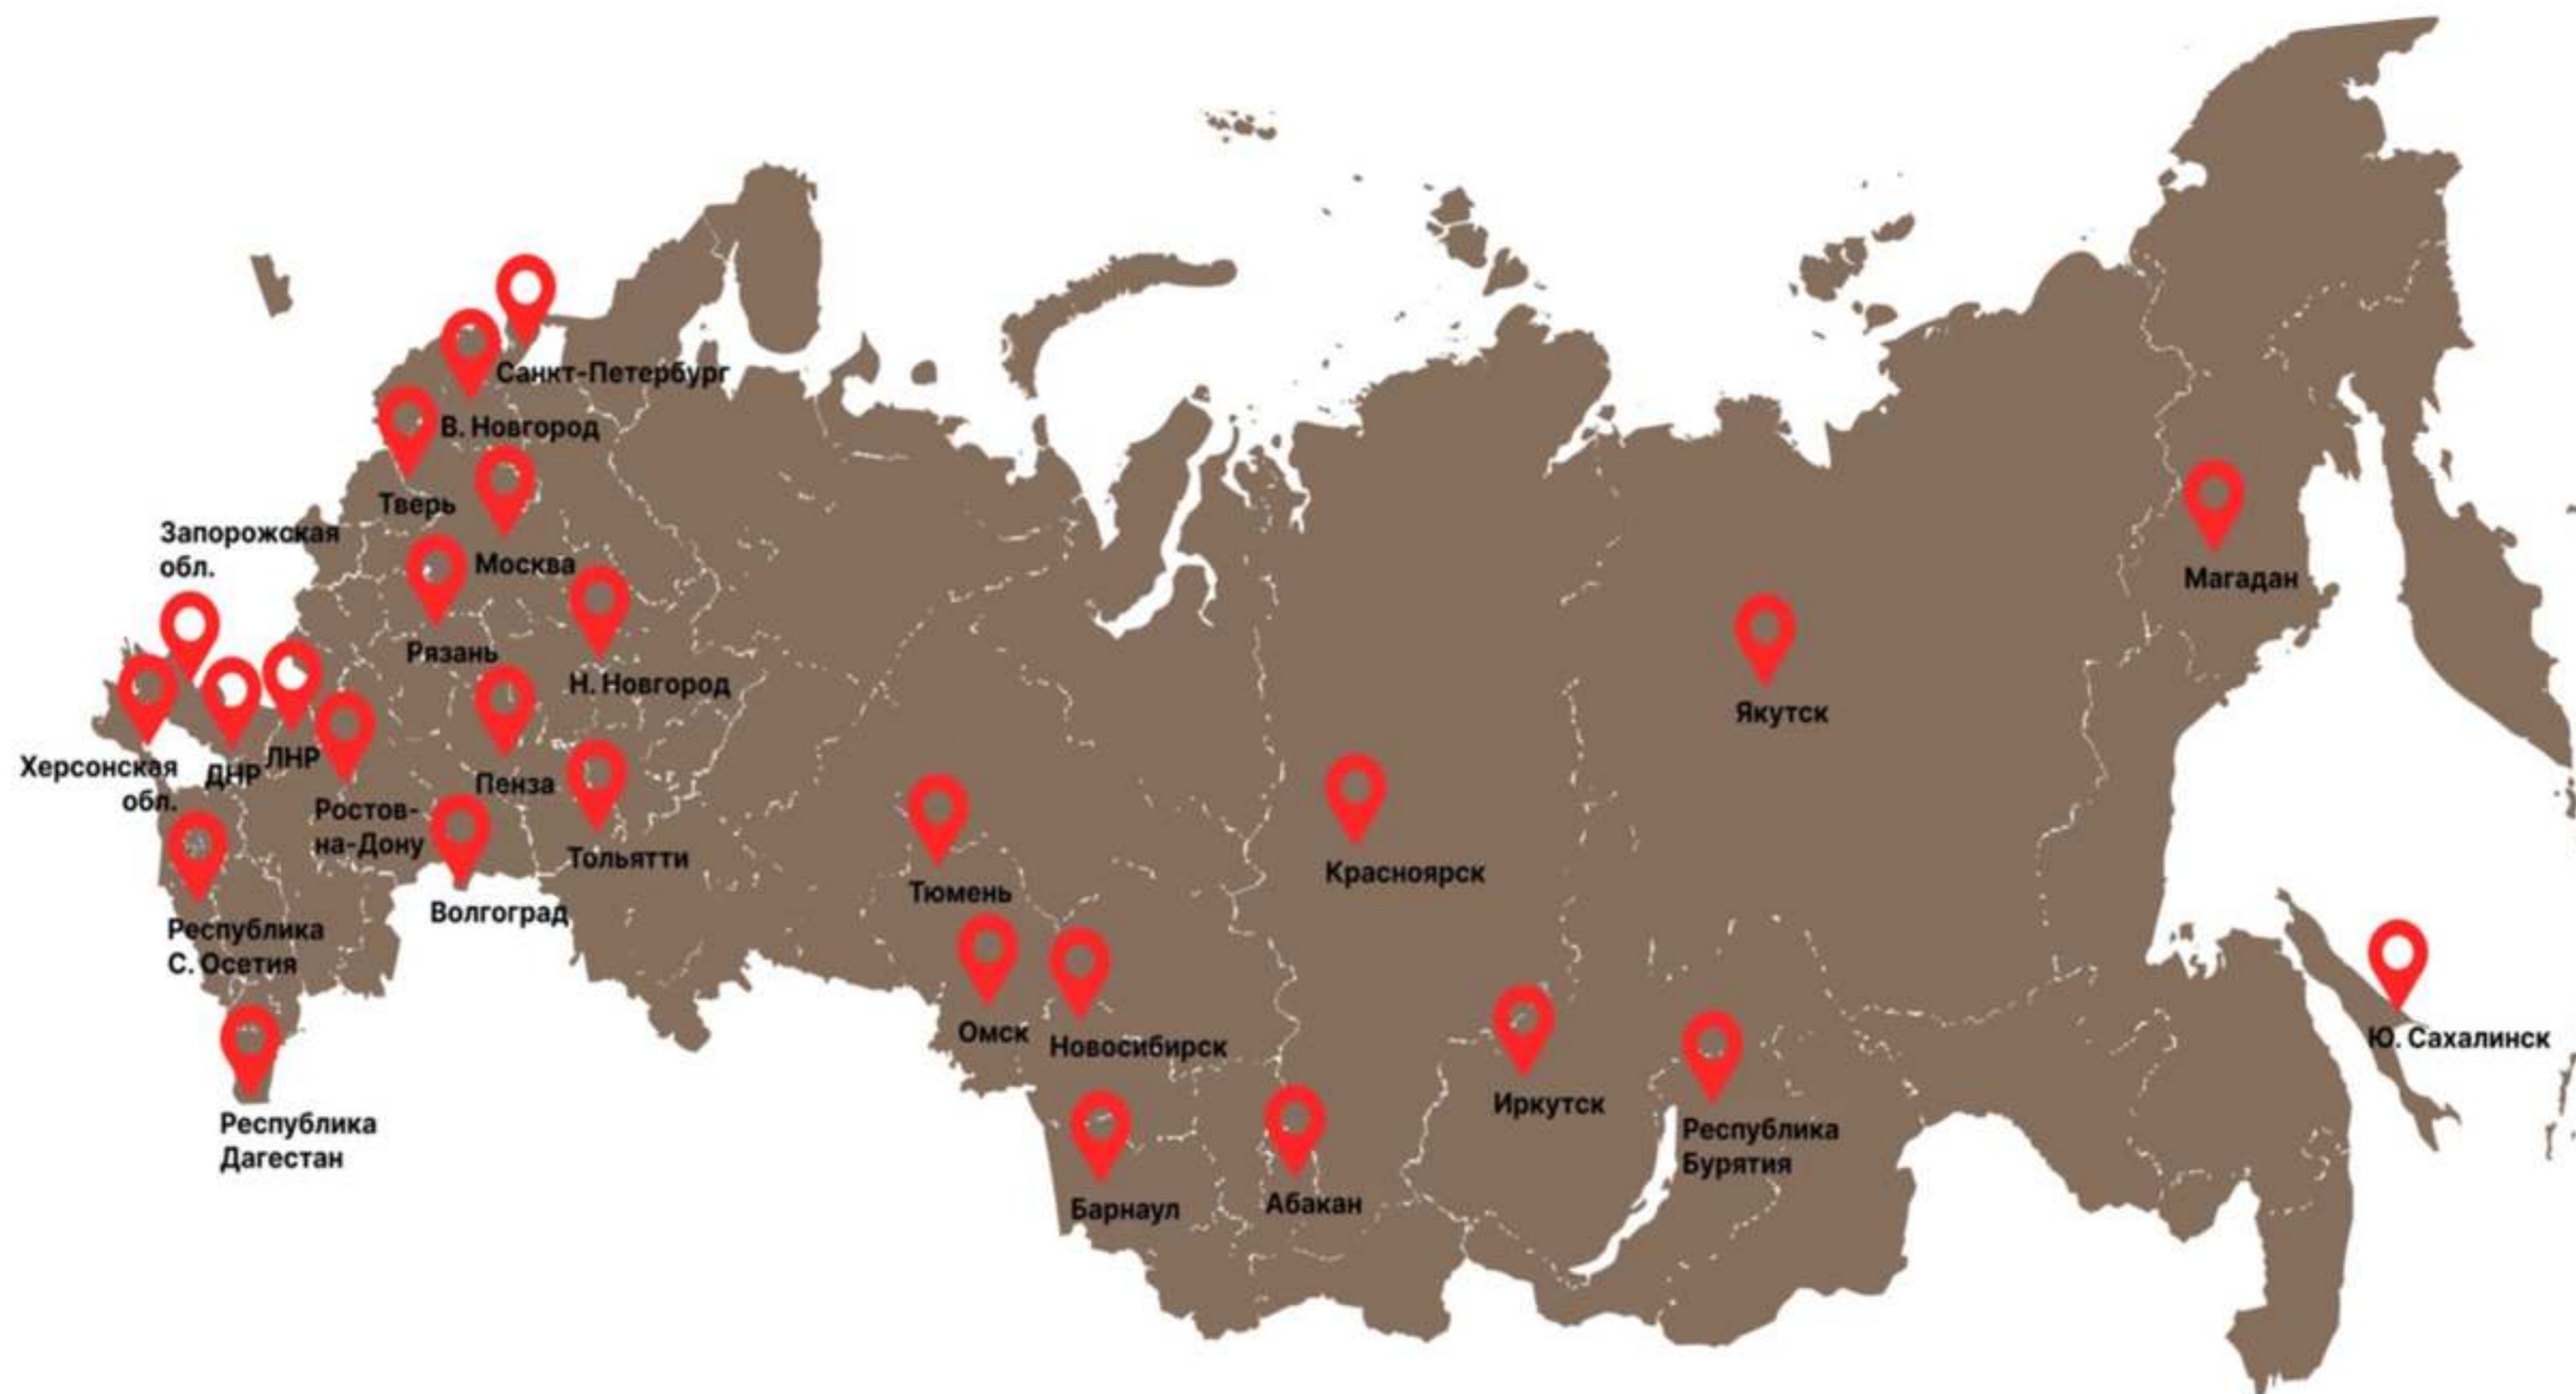 Санкт-Петербург
В. Новгород
Тверь
Москва
Запорожская
обл.
Рязань
Н. Новгород
Херсонская
обл.
ДНР
ЛНР
Ростов-
на-Дону
Пенза
Тольятти
Волгоград
Республика
С. Осетия
Республика
Дагестан
Тюмень
Омск
Новосибирск
Барнаул
Абакан
Красноярск
Иркутск
Республика
Бурятия
Якутск
Магадан
Ю. Сахалинск